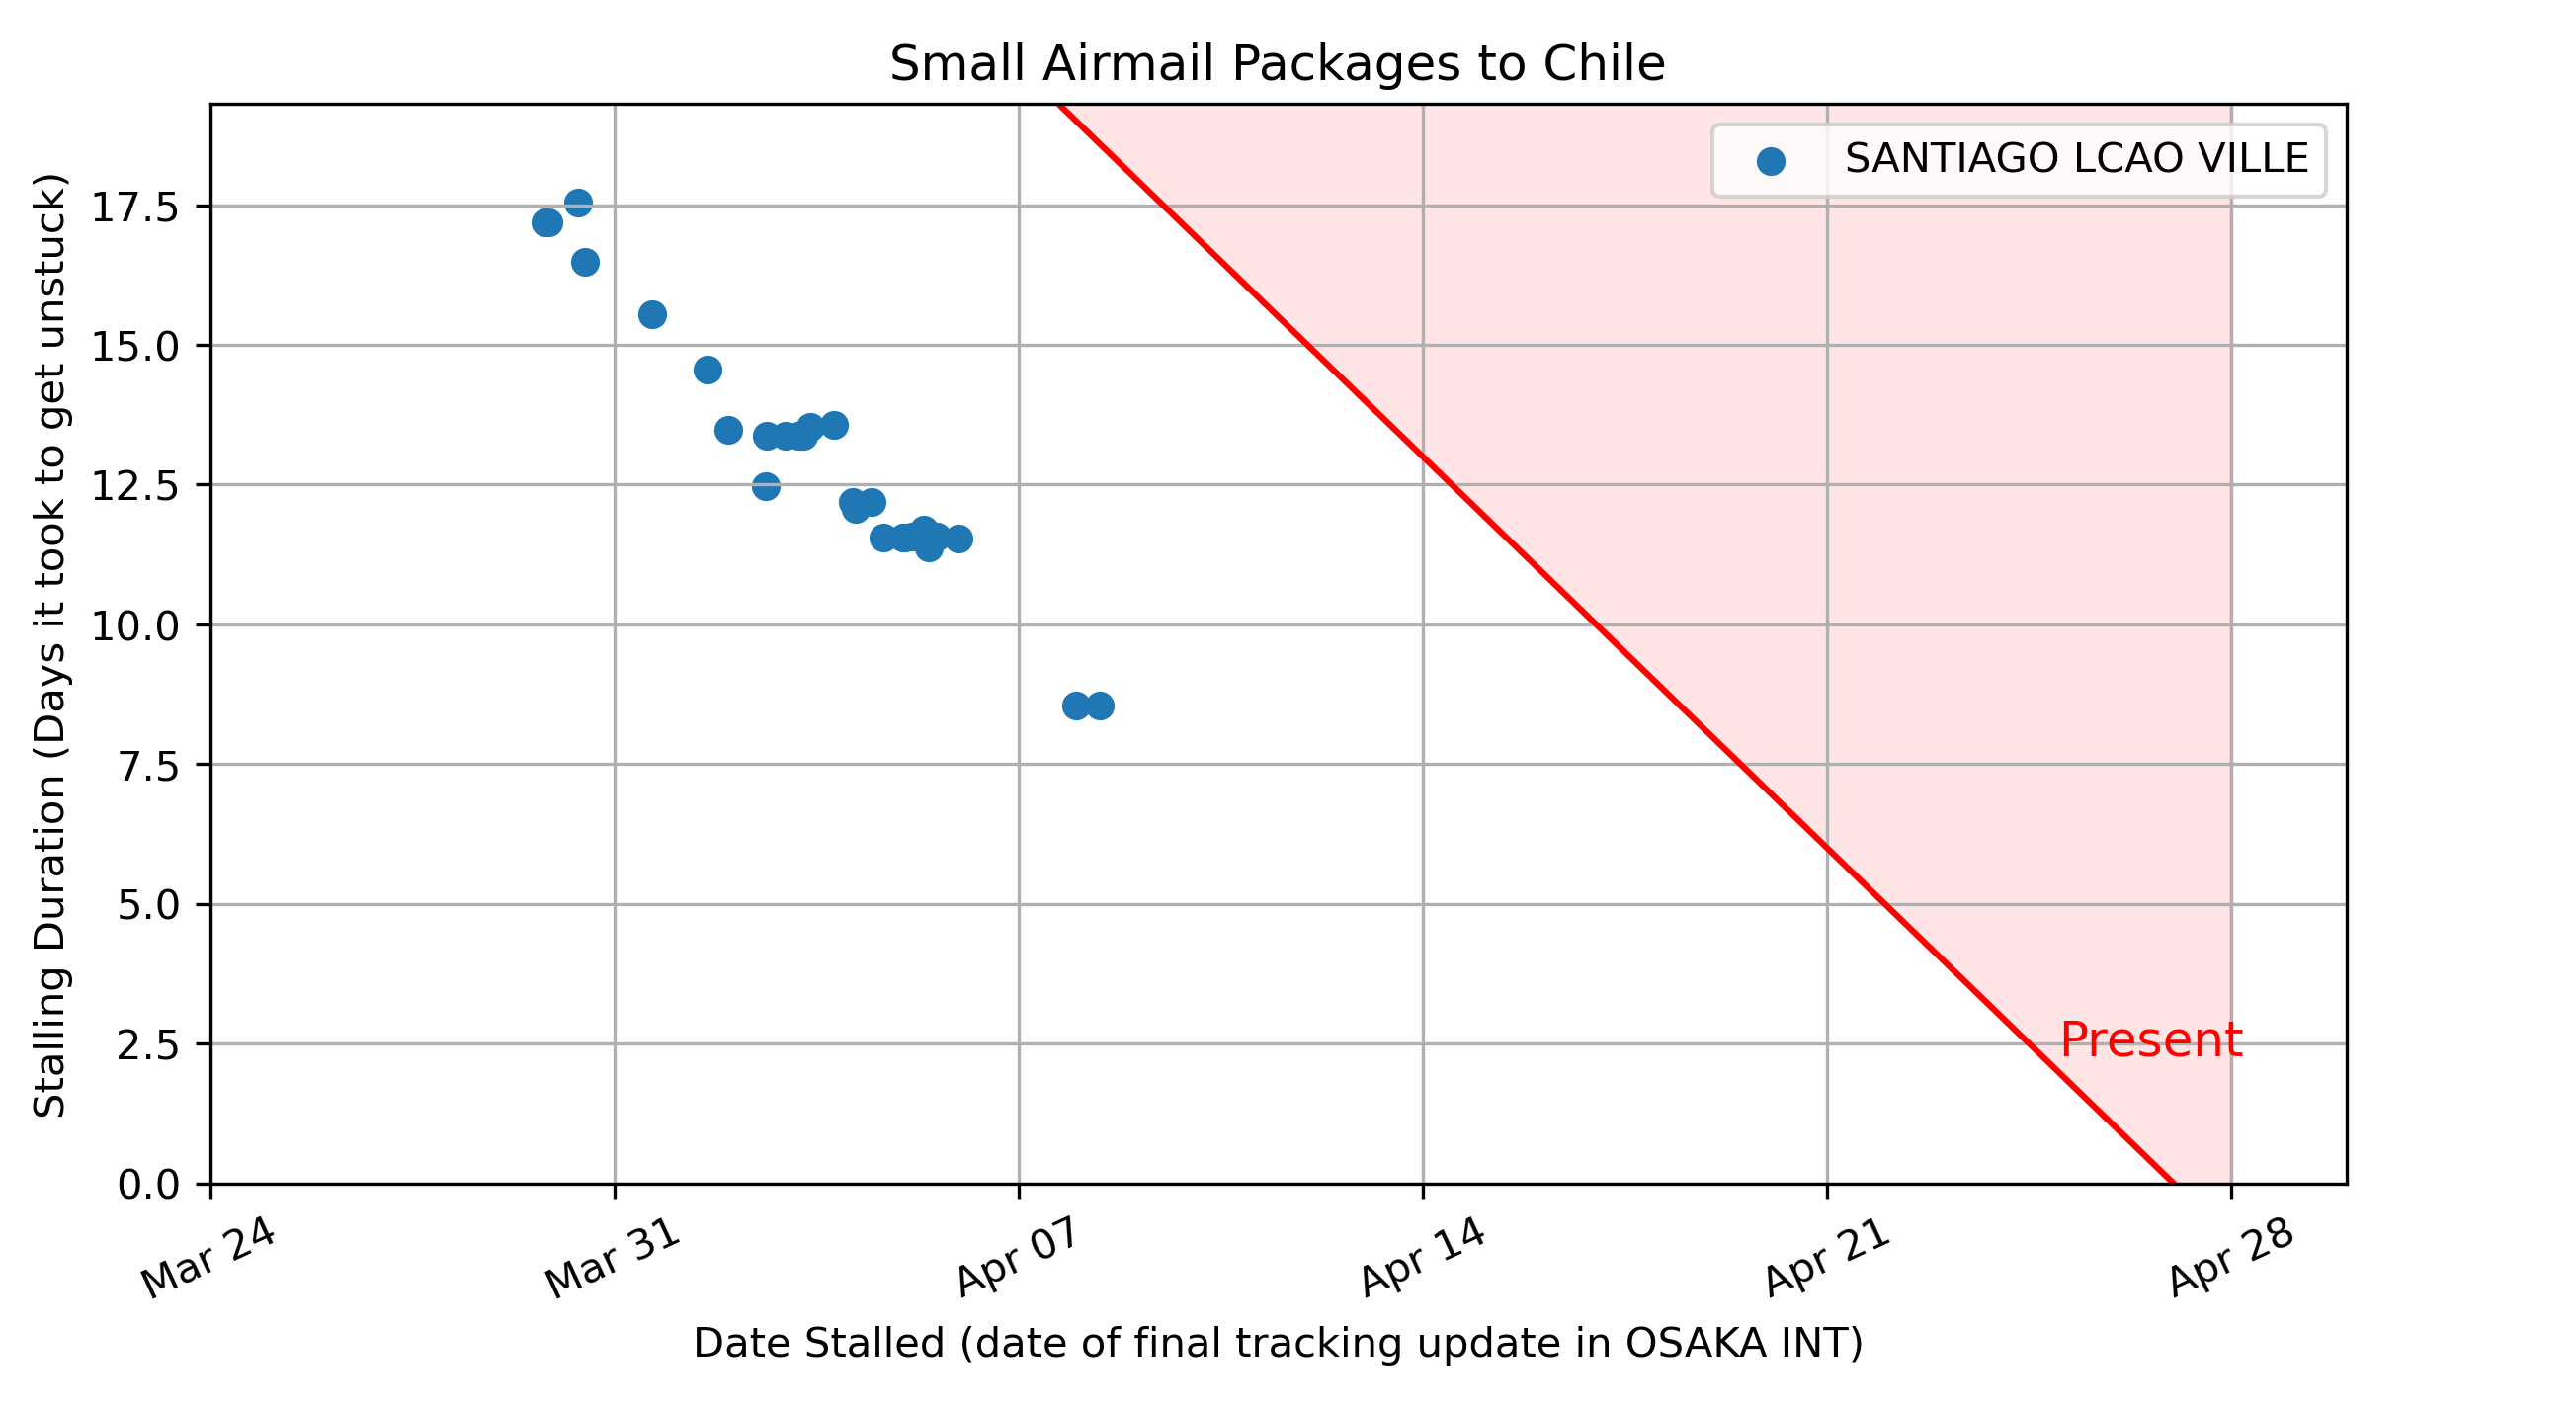 Small Airmail Packages to Chile
SANTIAGO LCAO VILLE
Stalling Duration (Days it took to get unstuck)
17.5
15.0
12.5
10.0
7.5
5.0
2.5
0.0
Present
Mar 24
Mar 31
Apr 07
Apr 14
Apr 21
Apr 28
Date Stalled (date of final tracking update in OSAKA INT)